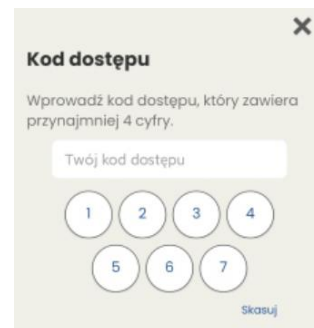 Kod dostępu
Wprowadź kod dostępu, który zawiera
przynajmniej 4 cyfry.
Twój kod dostępu
1 2 3 4
5 6 7
Skasuj